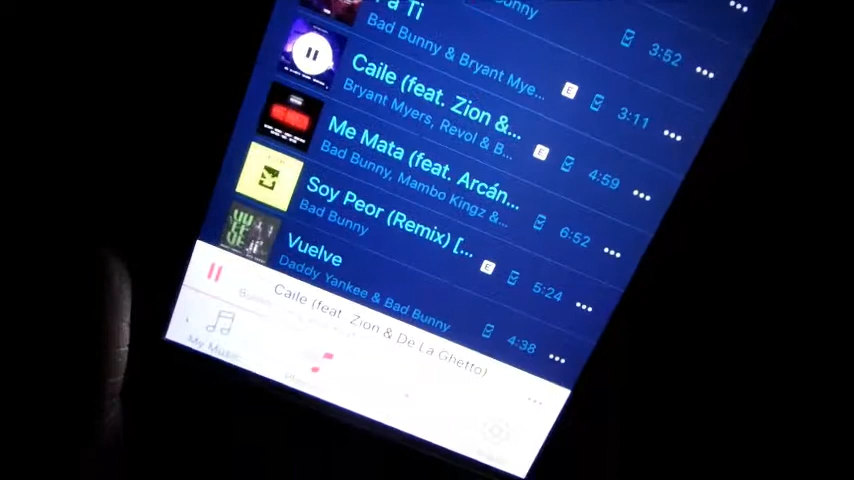 a Ti
Bad Bunny & Bryant Mye...
3:52
Caile (feat. Zion &...
Bryant Myers, Revol & B...
E
3:11
Me Mata (feat. Arcán...
Bad Bunny, Mambo Kingz &...
E
4:59
Soy Peor (Remix) [...
Bad Bunny
6:52
Vuelve
Daddy Yankee & Bad Bunny
E
5:24
4:38
Caile (feat. Zion & De La Ghetto)
My Music